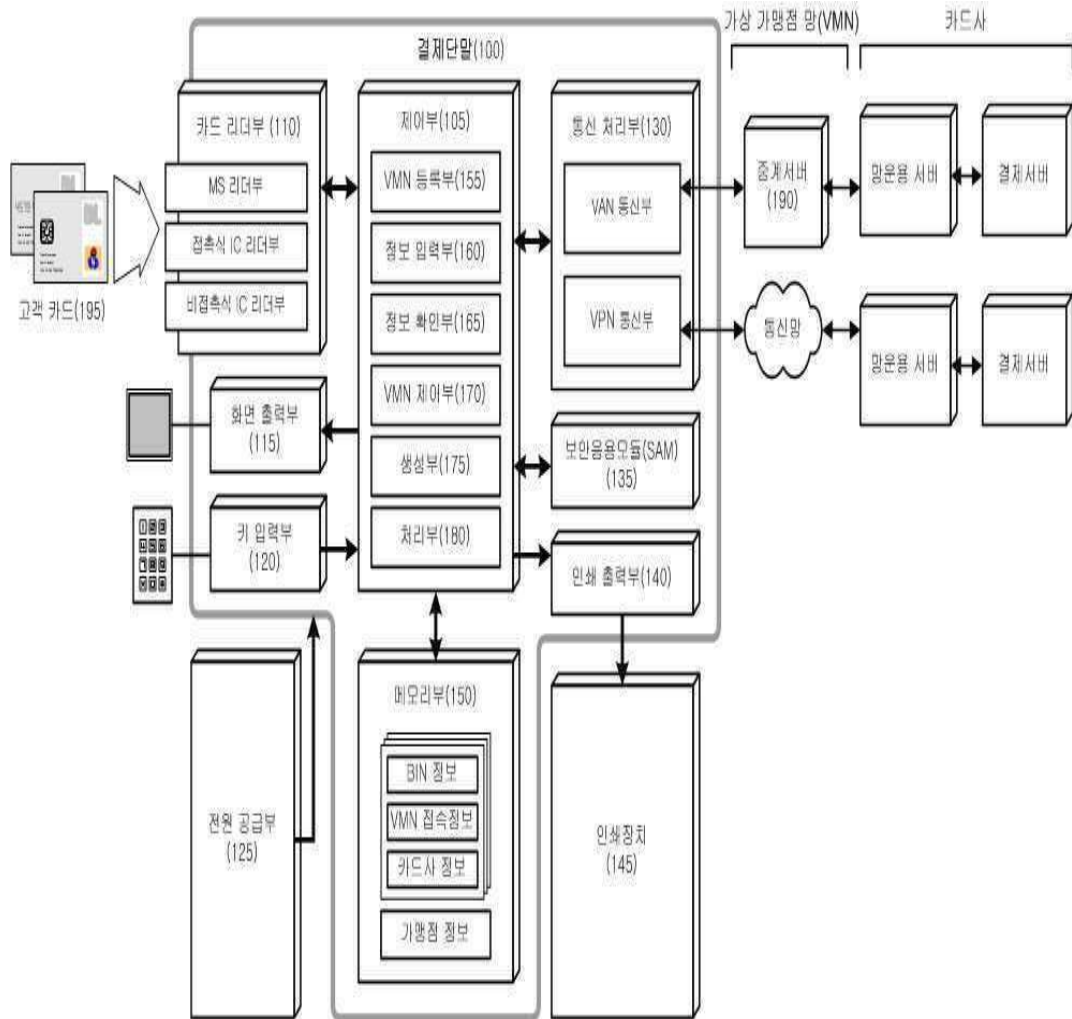 가상 가맹점 망(VMN)
카드사
결제단말(100)
카드 리더부 (110)
MS 리더부
접촉식 IC 리더부
비접촉식 IC 리더부
고객 카드(195)
제어부(105)
VMN 등록부(155)
정보 입력부(160)
정보 확인부(165)
VMN 제어부(170)
생성부(175)
처리부(180)
통신 처리부(130)
VAN 통신부
VPN 통신부
중계서버
(190)
망운용 서버
결제서버
통신망
망운용 서버
결제서버
화면 출력부
(115)
키 입력부
(120)
보안응용모듈(SAM)
(135)
인쇄 출력부(140)
전원 공급부
(125)
메모리부(150)
BIN 정보
VMN 접속정보
카드사 정보
가맹점 정보
인쇄장치
(145)